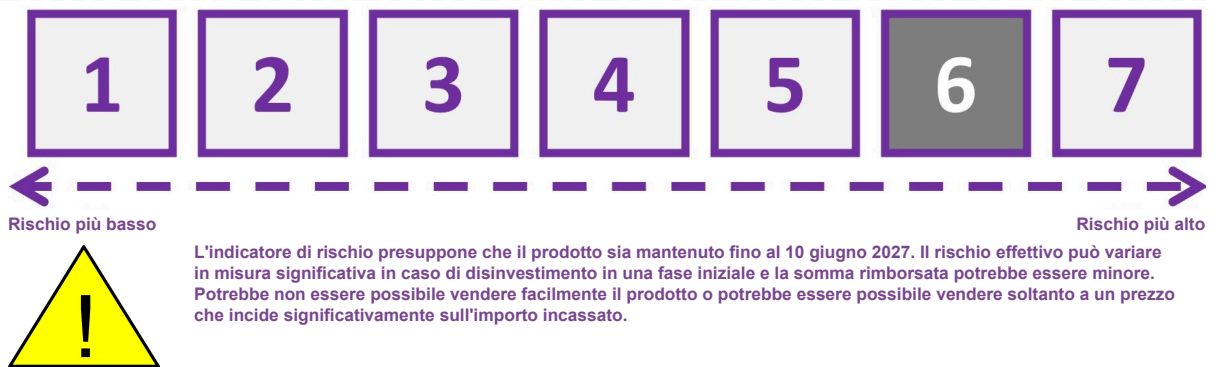 1 2 3 4 5 6 7
Rischio più basso Rischio più alto
L'indicatore di rischio presuppone che il prodotto sia mantenuto fino al 10 giugno 2027. Il rischio effettivo può variare
in misura significativa in caso di disinvestimento in una fase iniziale e la somma rimborsata potrebbe essere minore.
Potrebbe non essere possibile vendere facilmente il prodotto o potrebbe essere possibile vendere soltanto a un prezzo
che incide significativamente sull'importo incassato.
!